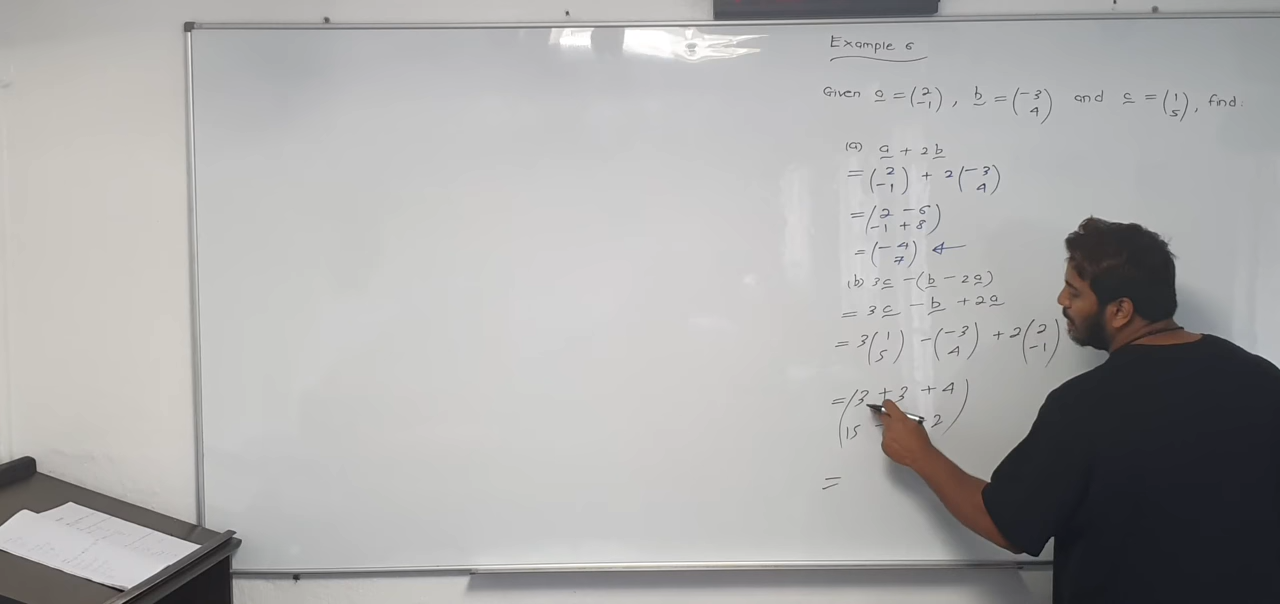 Example 6
Given a = (2 -1), b = (-3 4) and c = (1 5), find:
(a) a + 2b
= (2 -1) + 2(-3 4)
= (2 - 6 -1 + 8)
= (-4 7)
(b) 3c - (b - 2a)
= 3c - b + 2a
= 3(1 5) - (-3 4) + 2(2 -1)
= (3 + 3 + 4
15 - 2)
=